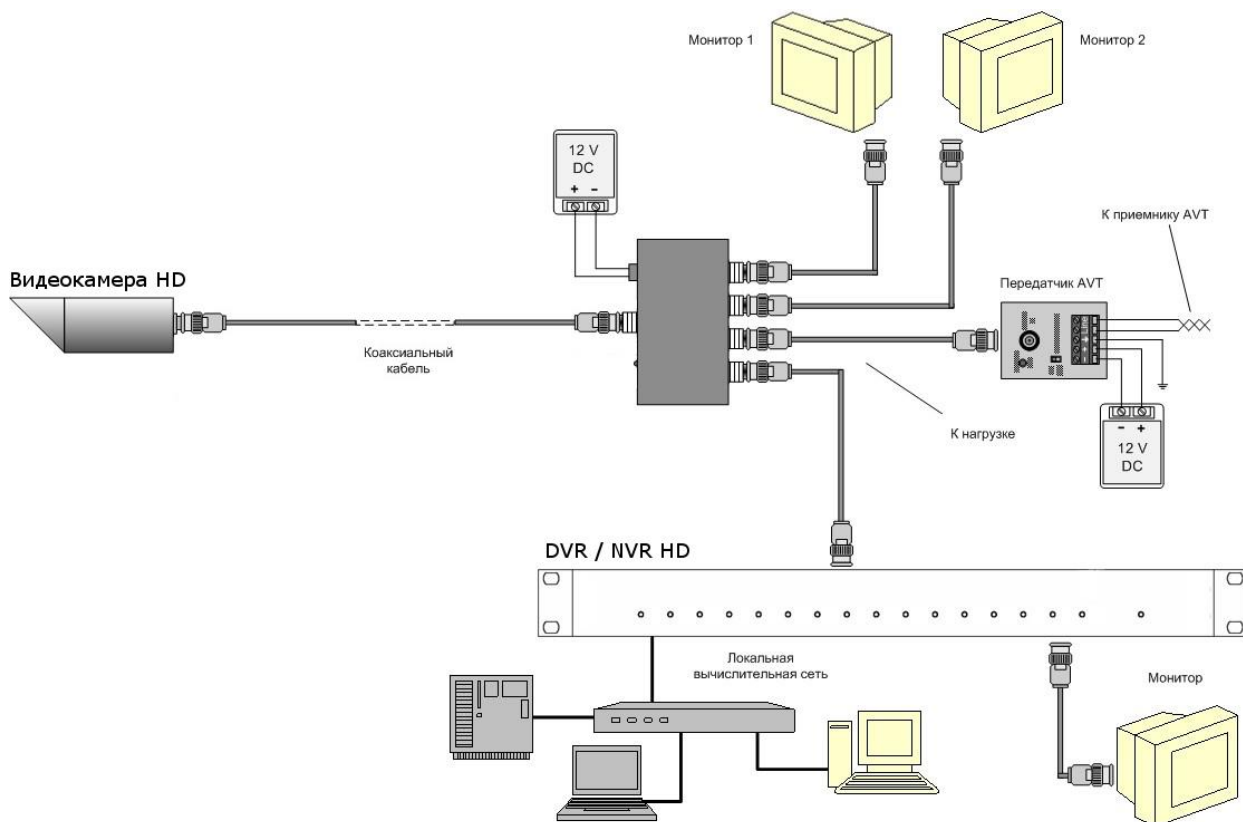 Монитор 1
Монитор 2
12 V
DC
+ −
К приемнику AVT
Видеокамера HD
Передатчик AVT
Коаксиальный
кабель
К нагрузке
− +
12 V
DC
DVR / NVR HD
Локальная
вычислительная сеть
Монитор